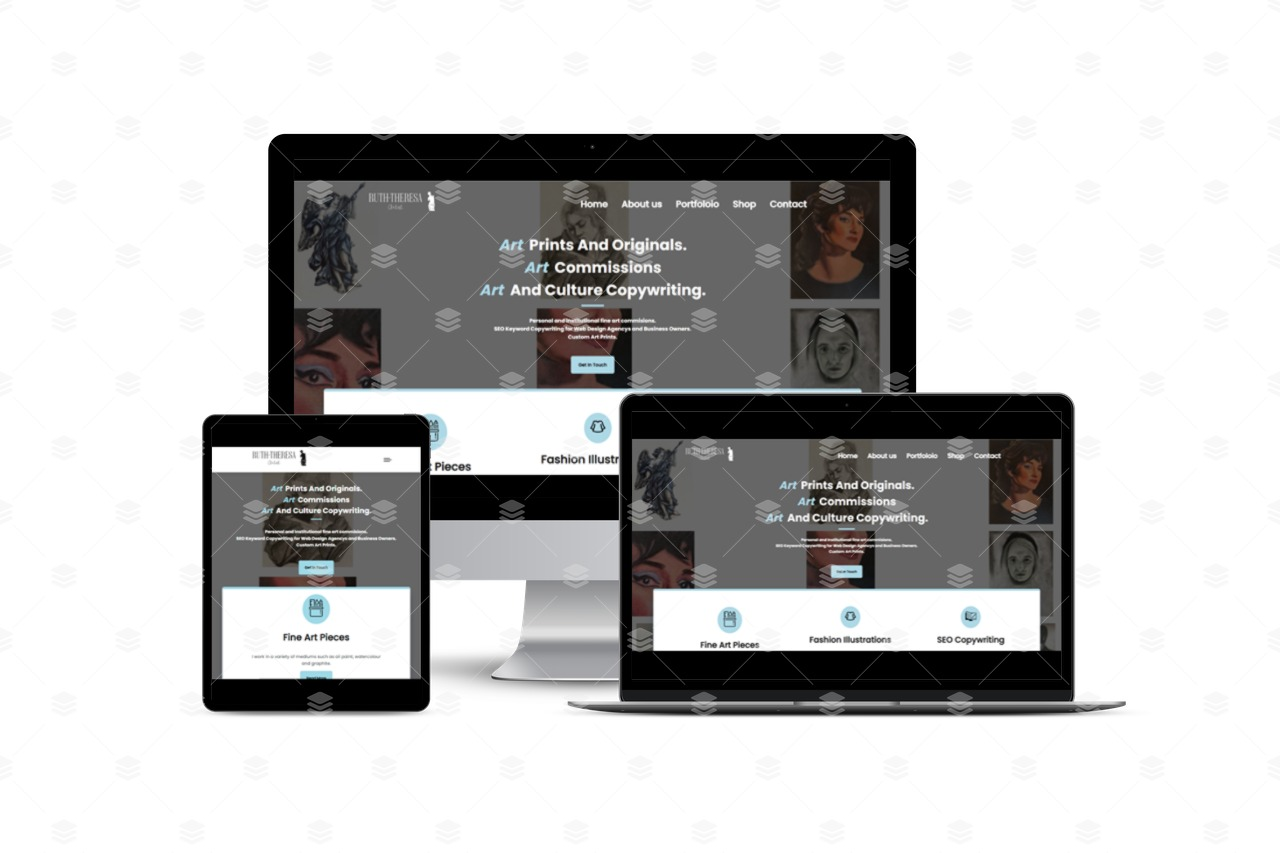 RUTH-THERESA
Home About us Portfololo Shop Contact
Art Prints And Originals.
Art Commissions
Art And Culture Copywriting.
Personal and institutional fine art commisions.
SEO Keyword Copywriting for Web Design Agencys and Business Owners.
Custom Art Prints.
Get In Touch
t Pieces
Fashion Illustr
RUTH-THERESA
Art Prints And Originals.
Art Commissions
Art And Culture Copywriting.
Personal and institutional fine art commisions.
SEO Keyword Copywriting for Web Design Agencys and Business Owners.
Custom Art Prints.
Get In Touch
Fine Art Pieces
I work in a variety of mediums such as oil paint, watercolour
and graphite
Read More
RUTH-THERESA
Home About us Portfololo Shop Contact
Art Prints And Originals.
Art Commissions
Art And Culture Copywriting.
Personal and institutional fine art commisions.
SEO Keyword Copywriting for Web Design Agencys and Business Owners.
Custom Art Prints.
Get In Touch
Fine Art Pieces
Fashion Illustrations
SEO Copywriting